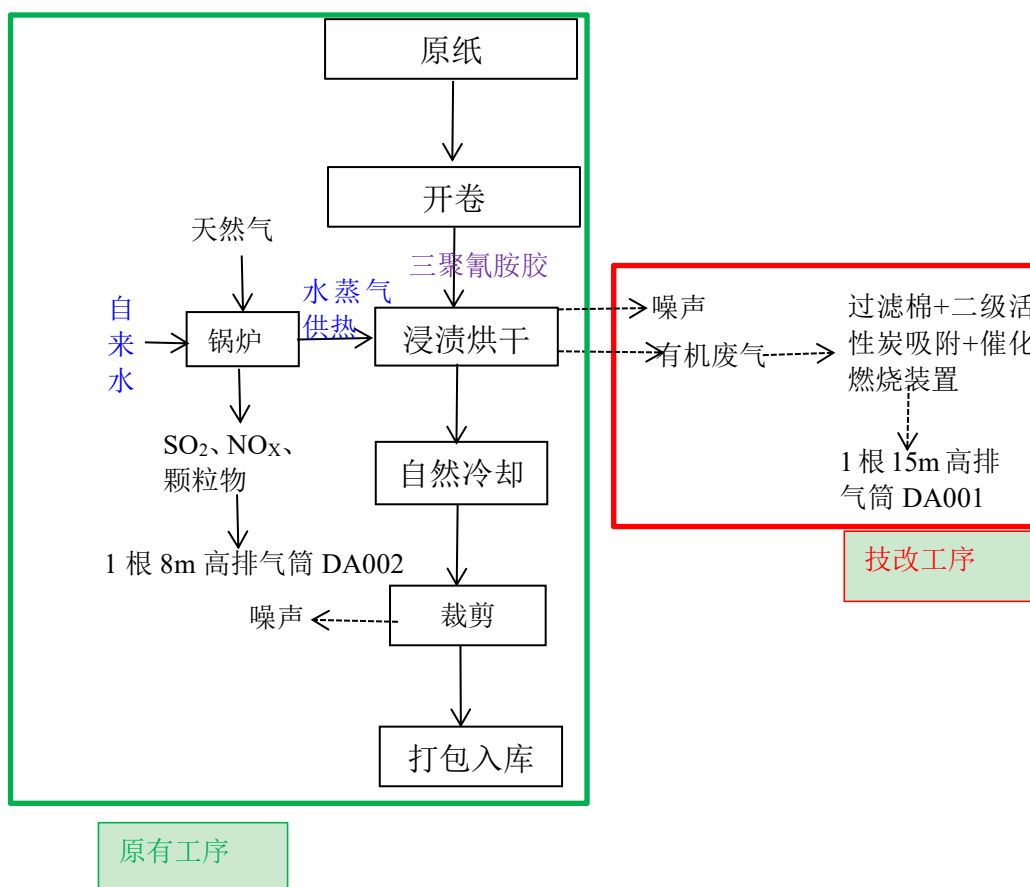 原纸
开卷
天然气
三聚氰胺胶
自
来
水
水蒸气
供热
锅炉
浸渍烘干
噪声
有机废气
过滤棉+二级活
性炭吸附+催化
燃烧装置
SO₂、NOX、
颗粒物
自然冷却
1根15m高排
气筒 DA001
1 根 8m 高排气筒 DA002
技改工序
噪声
裁剪
打包入库
原有工序